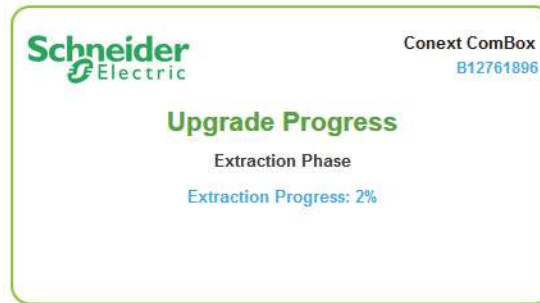 Schneider
Electric
Conext ComBox
B12761896
Upgrade Progress
Extraction Phase
Extraction Progress: 2%